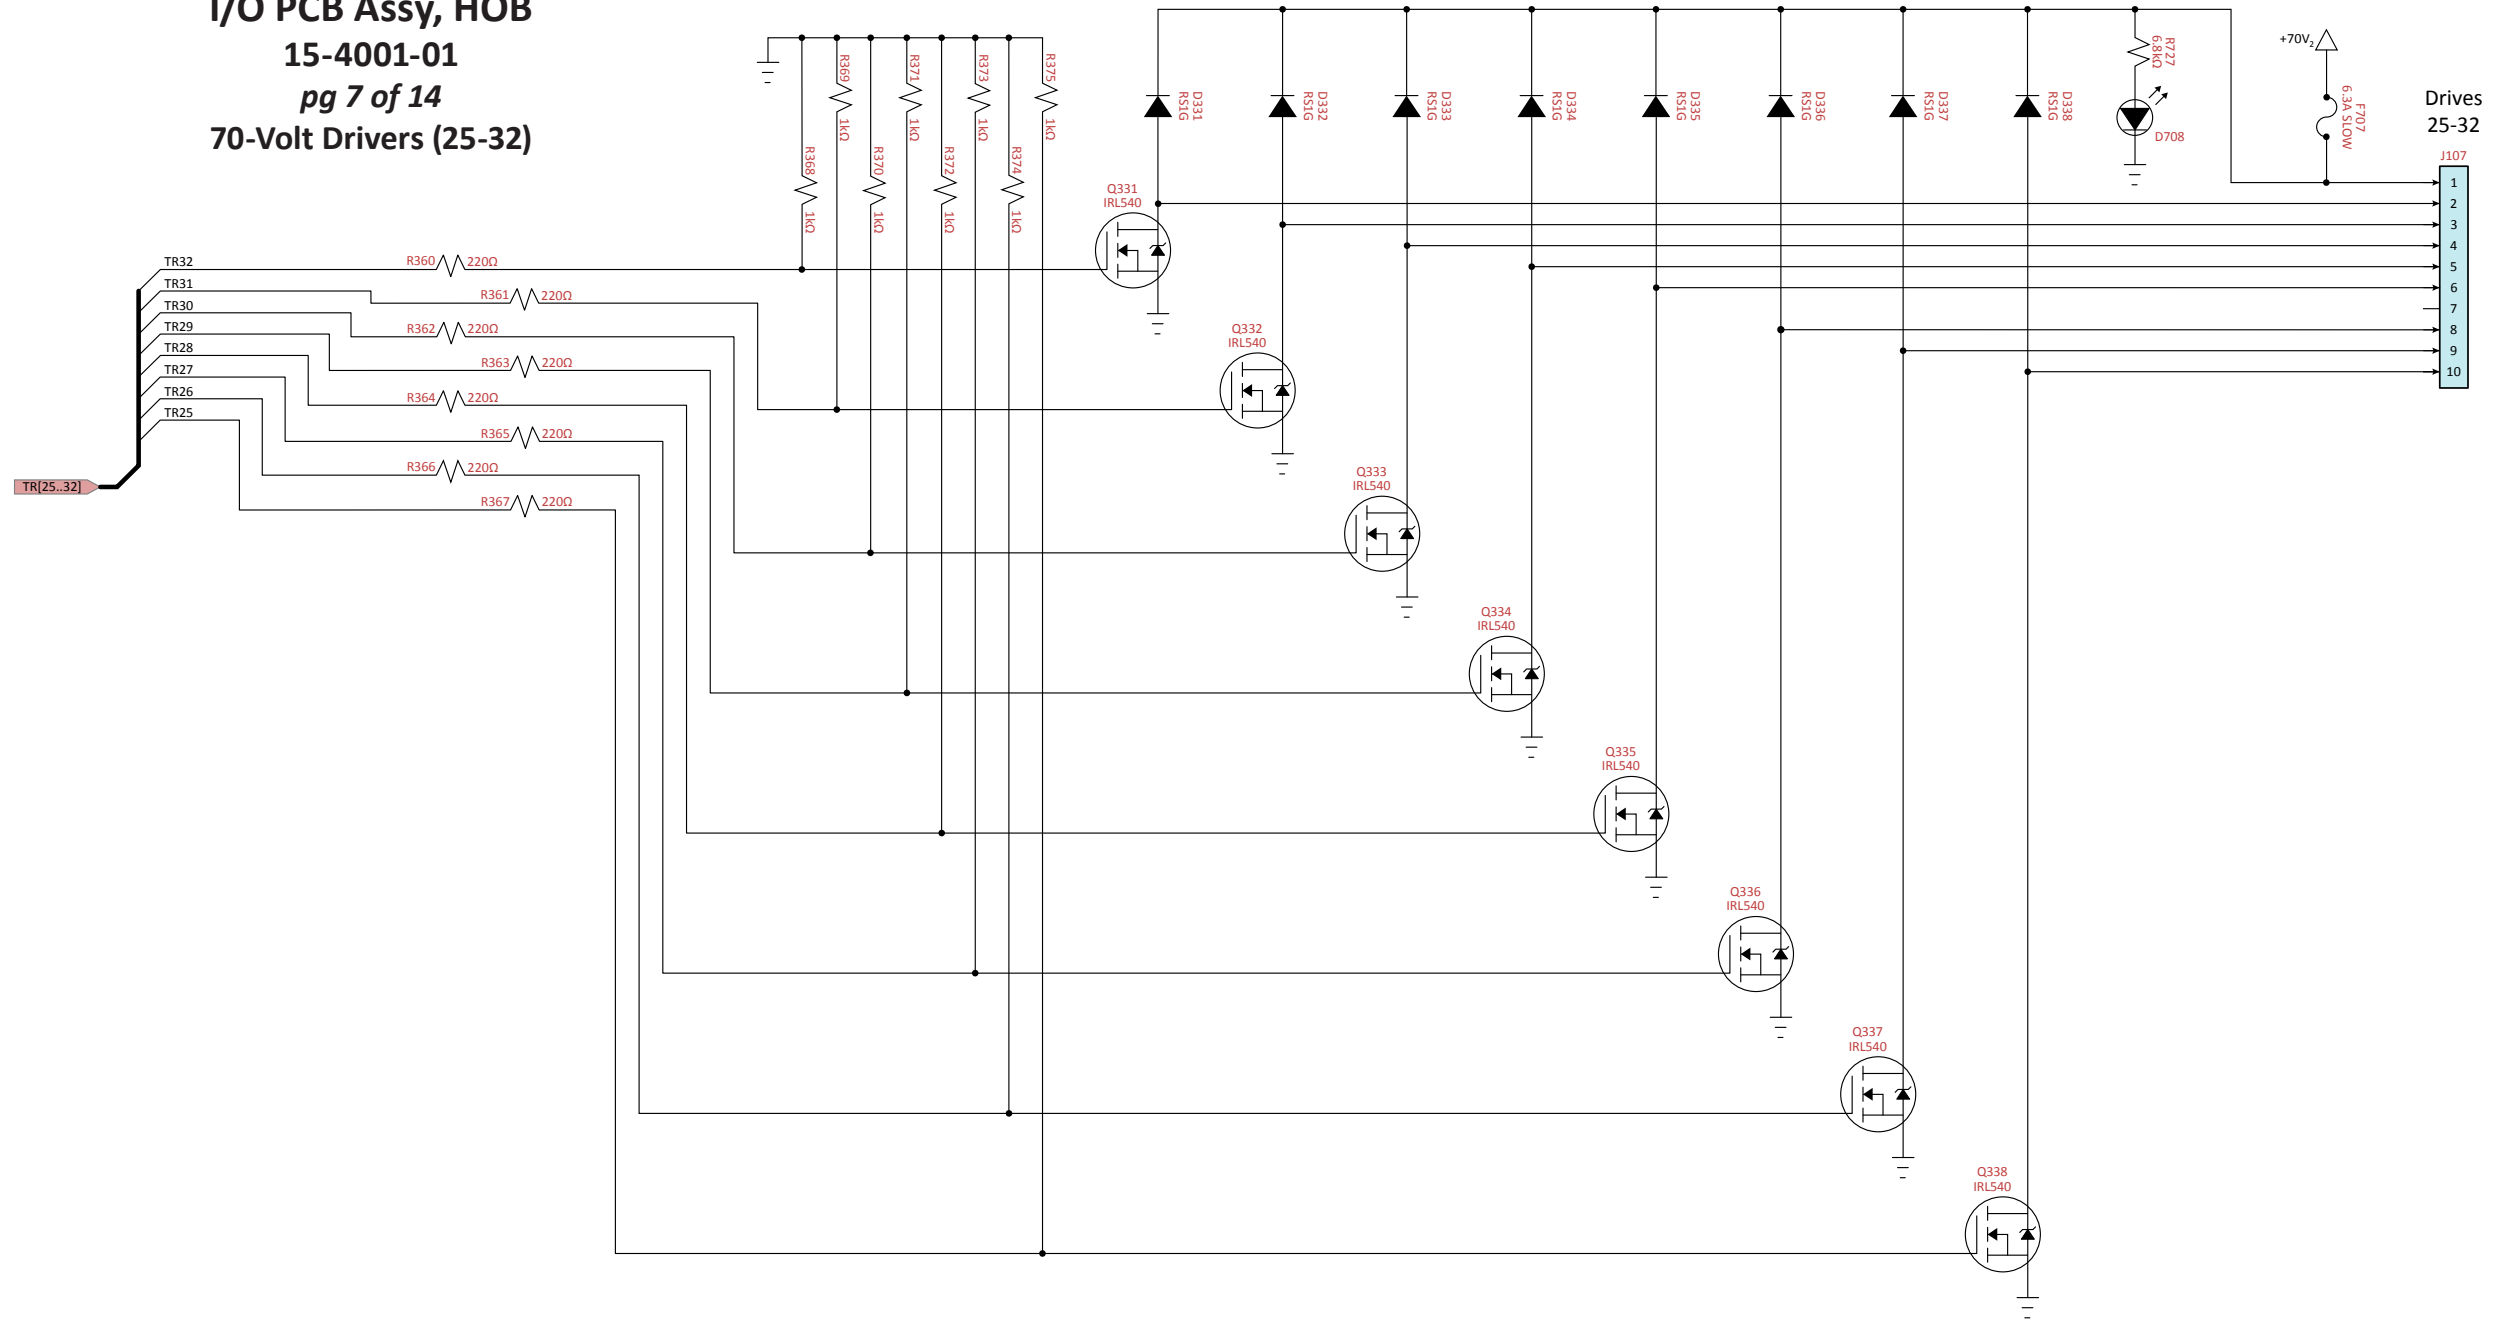 I/O PCB Assy, HOB
15-4001-01
pg 7 of 14
70-Volt Drivers (25-32)
R368
1kΩ
R369
1kΩ
R370
1kΩ
R371
1kΩ
R372
1kΩ
R373
1kΩ
R374
1kΩ
R375
1kΩ
D331
RS1G
D332
RS1G
D333
RS1G
D334
RS1G
D335
RS1G
D336
RS1G
D337
RS1G
D338
RS1G
R727
6.8kΩ
D708
+70V2
F707
6.3A SLOW
Drives
25-32
J107
1
2
3
4
5
6
7
8
9
10
TR32
R360 220Ω
TR31
R361 220Ω
TR30
R362 220Ω
TR29
R363 220Ω
TR28
R364 220Ω
TR27
R365 220Ω
TR26
R366 220Ω
TR25
R367 220Ω
TR[25..32]
Q331
IRL540
Q332
IRL540
Q333
IRL540
Q334
IRL540
Q335
IRL540
Q336
IRL540
Q337
IRL540
Q338
IRL540